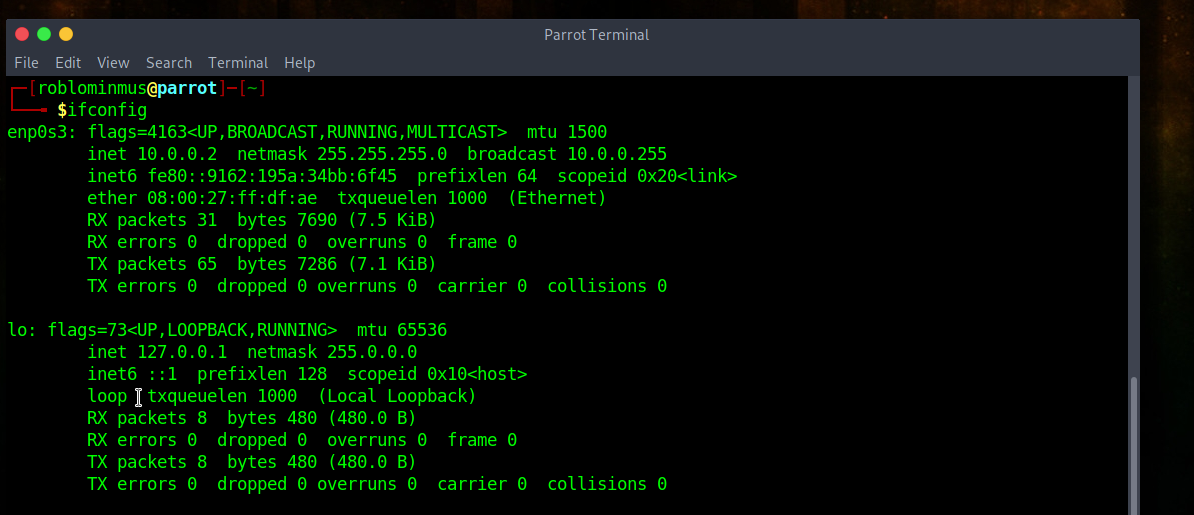 Parrot Terminal
File Edit View Search Terminal Help
┌─[roblominmus@parrot]─[~]
└──╼ $ifconfig
enp0s3: flags=4163<UP,BROADCAST,RUNNING,MULTICAST>  mtu 1500
        inet 10.0.0.2  netmask 255.255.255.0  broadcast 10.0.0.255
        inet6 fe80::9162:195a:34bb:6f45  prefixlen 64  scopeid 0x20<link>
        ether 08:00:27:ff:df:ae  txqueuelen 1000  (Ethernet)
        RX packets 31  bytes 7690 (7.5 KiB)
        RX errors 0  dropped 0  overruns 0  frame 0
        TX packets 65  bytes 7286 (7.1 KiB)
        TX errors 0  dropped 0 overruns 0  carrier 0  collisions 0

lo: flags=73<UP,LOOPBACK,RUNNING>  mtu 65536
        inet 127.0.0.1  netmask 255.0.0.0
        inet6 ::1  prefixlen 128  scopeid 0x10<host>
        loop  txqueuelen 1000  (Local Loopback)
        RX packets 8  bytes 480 (480.0 B)
        RX errors 0  dropped 0  overruns 0  frame 0
        TX packets 8  bytes 480 (480.0 B)
        TX errors 0  dropped 0 overruns 0  carrier 0  collisions 0